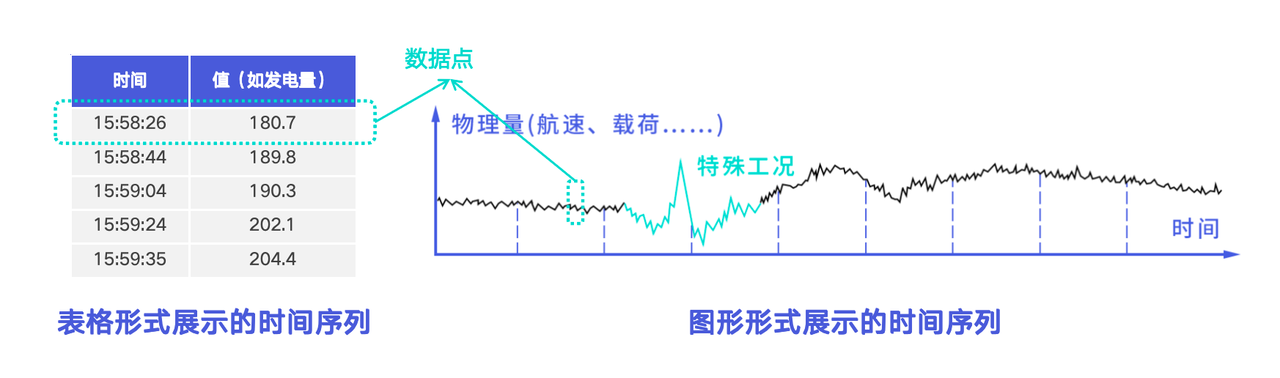 数据点
时间 值（如发电量）
15:58:26 180.7
15:58:44 189.8
15:59:04 190.3
15:59:24 202.1
15:59:35 204.4
物理量(航速、载荷……)
特殊工况
时间
表格形式展示的时间序列
图形形式展示的时间序列